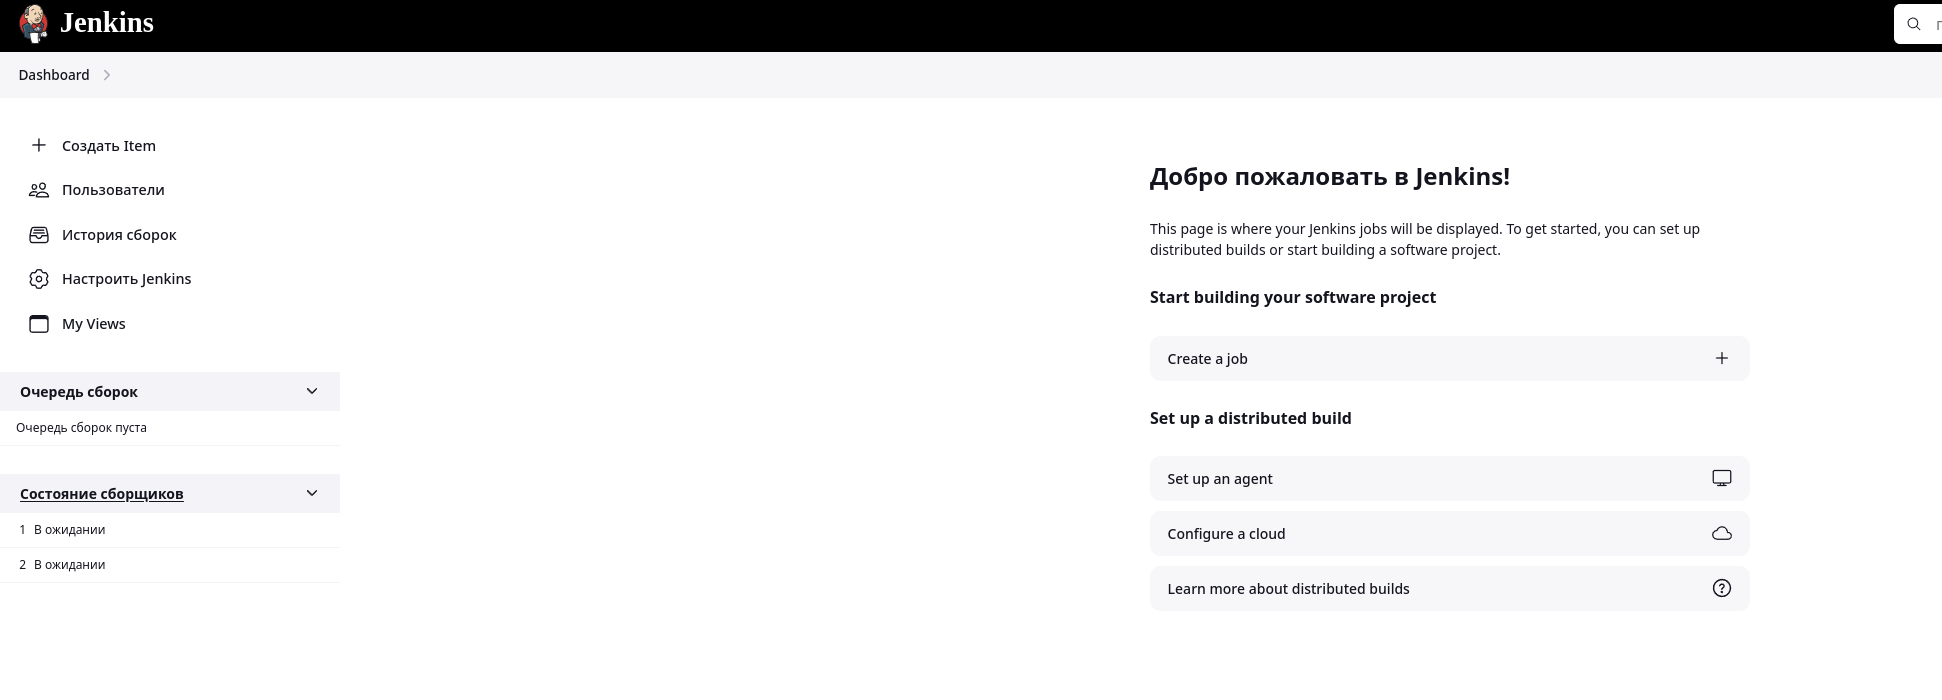 Jenkins
Dashboard
Создать Item
Пользователи
История сборок
Настроить Jenkins
My Views
Очередь сборок
Очередь сборок пуста
Состояние сборщиков
1 В ожидании
2 В ожидании
Добро пожаловать в Jenkins!
This page is where your Jenkins jobs will be displayed. To get started, you can set up
distributed builds or start building a software project.
Start building your software project
Create a job
Set up a distributed build
Set up an agent
Configure a cloud
Learn more about distributed builds